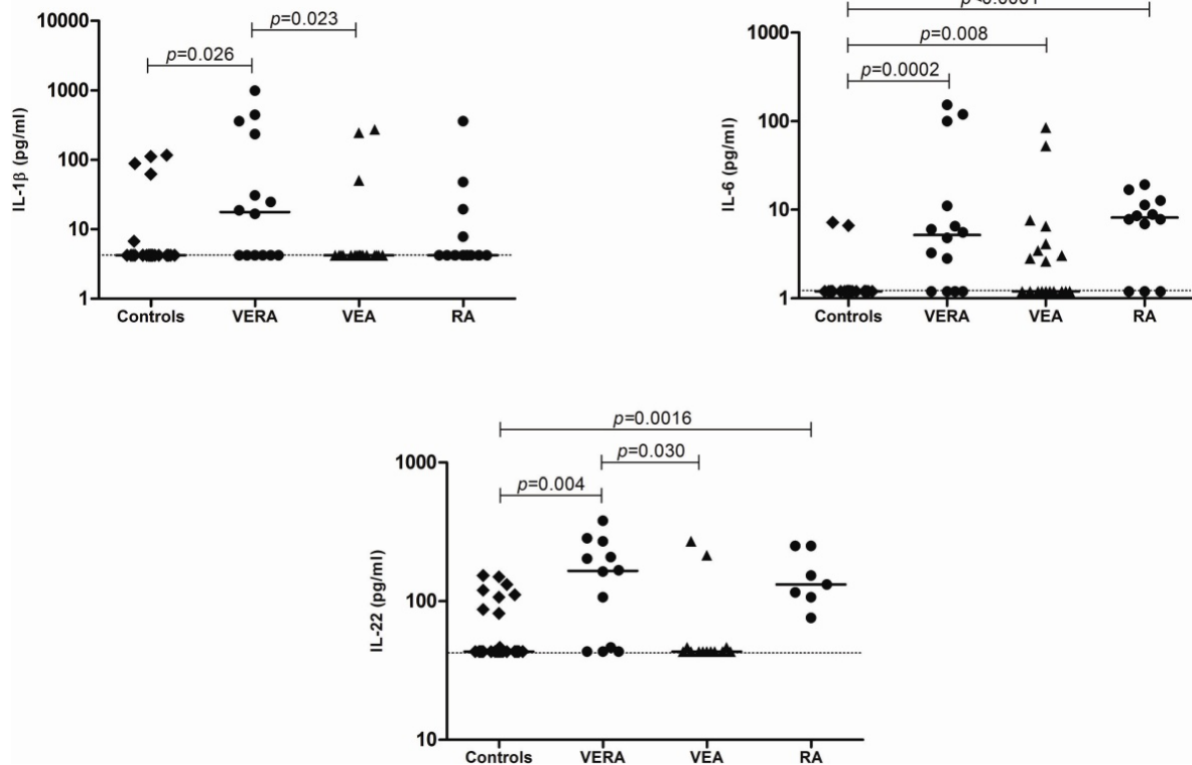 10000
1000
100
10
1
IL-1β (pg/ml)
p=0.023
p=0.026
Controls VERA VEA RA
1000
100
10
1
IL-6 (pg/ml)
p=0.008
p=0.0002
Controls VERA VEA RA
p=0.0016
p=0.030
p=0.004
1000
100
10
IL-22 (pg/ml)
Controls VERA VEA RA